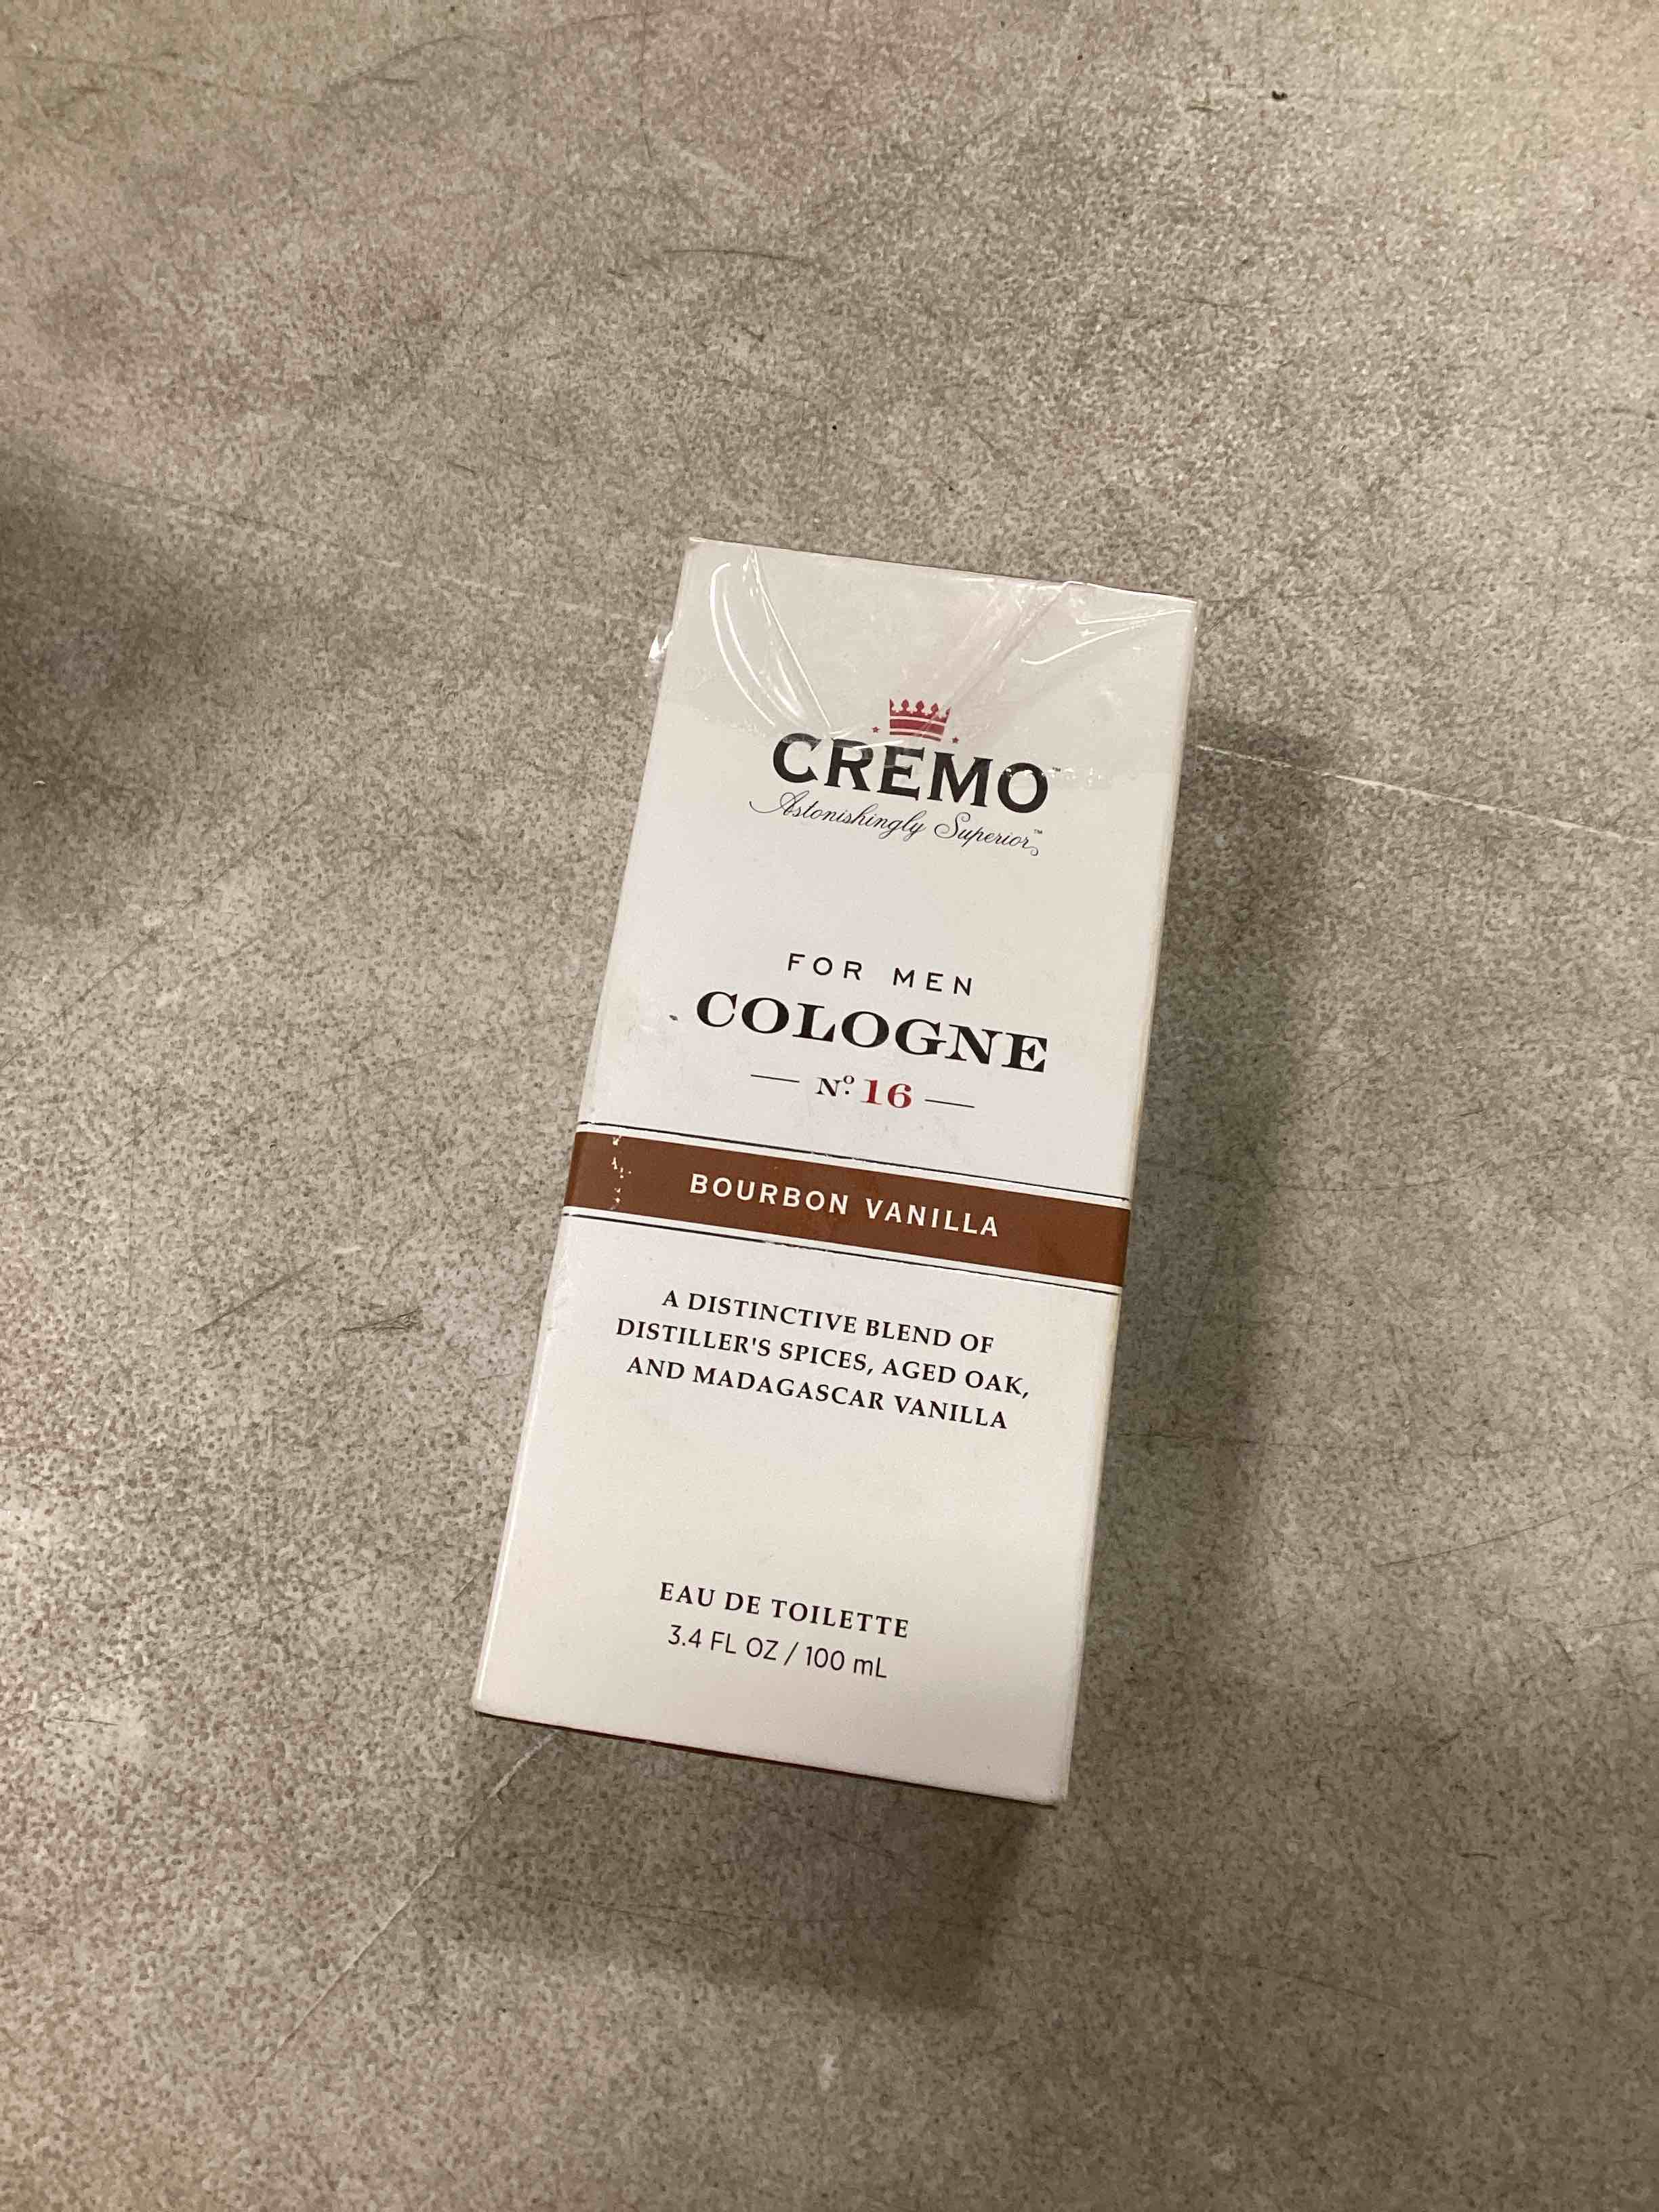 CREMO™
Astonishingly Superior™
FOR MEN
COLOGNE
Nº 16
BOURBON VANILLA
A DISTINCTIVE BLEND OF
DISTILLER'S SPICES, AGED OAK,
AND MADAGASCAR VANILLA
EAU DE TOILETTE
3.4 FL OZ / 100 mL